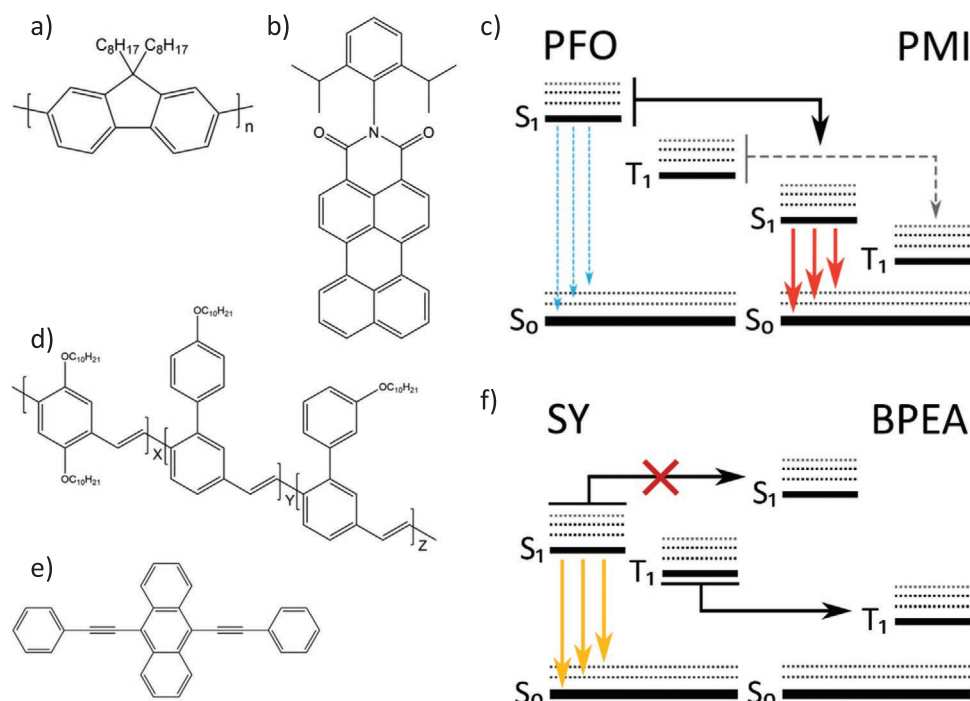 a)
C₈H₁₇ C₈H₁₇
n
b)
O N O
c)
PFO PMI
S₁
T₁
S₁
T₁
S₀ S₀
d)
OC₁₀H₂₁
OC₁₀H₂₁
OC₁₀H₂₁
OC₁₀H₂₁
X
Y
Z
e)
f)
SY BPEA
S₁
S₁
T₁
T₁
S₀ S₀